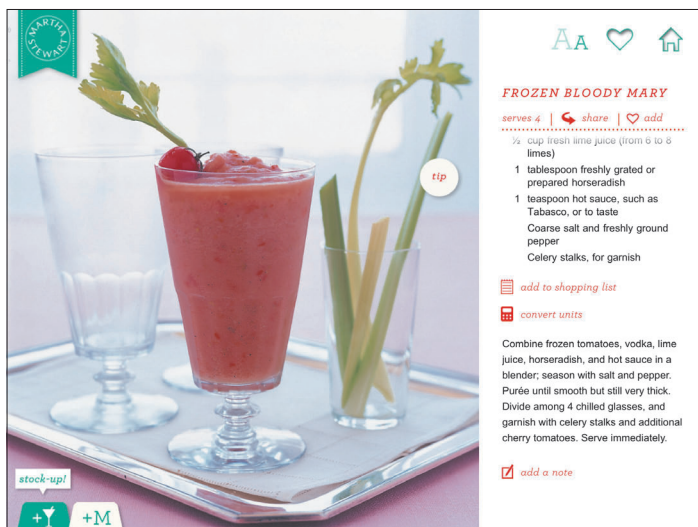 MARTHA
STEWART
AA
FROZEN BLOODY MARY
serves 4 | share | add
½ cup fresh lime juice (from 6 to 8
limes)
1 tablespoon freshly grated or
prepared horseradish
1 teaspoon hot sauce, such as
Tabasco, or to taste
Coarse salt and freshly ground
pepper
Celery stalks, for garnish
tip
add to shopping list
convert units
Combine frozen tomatoes, vodka, lime
juice, horseradish, and hot sauce in a
blender; season with salt and pepper.
Purée until smooth but still very thick.
Divide among 4 chilled glasses, and
garnish with celery stalks and additional
cherry tomatoes. Serve immediately.
add a note
stock-up!
+
+M